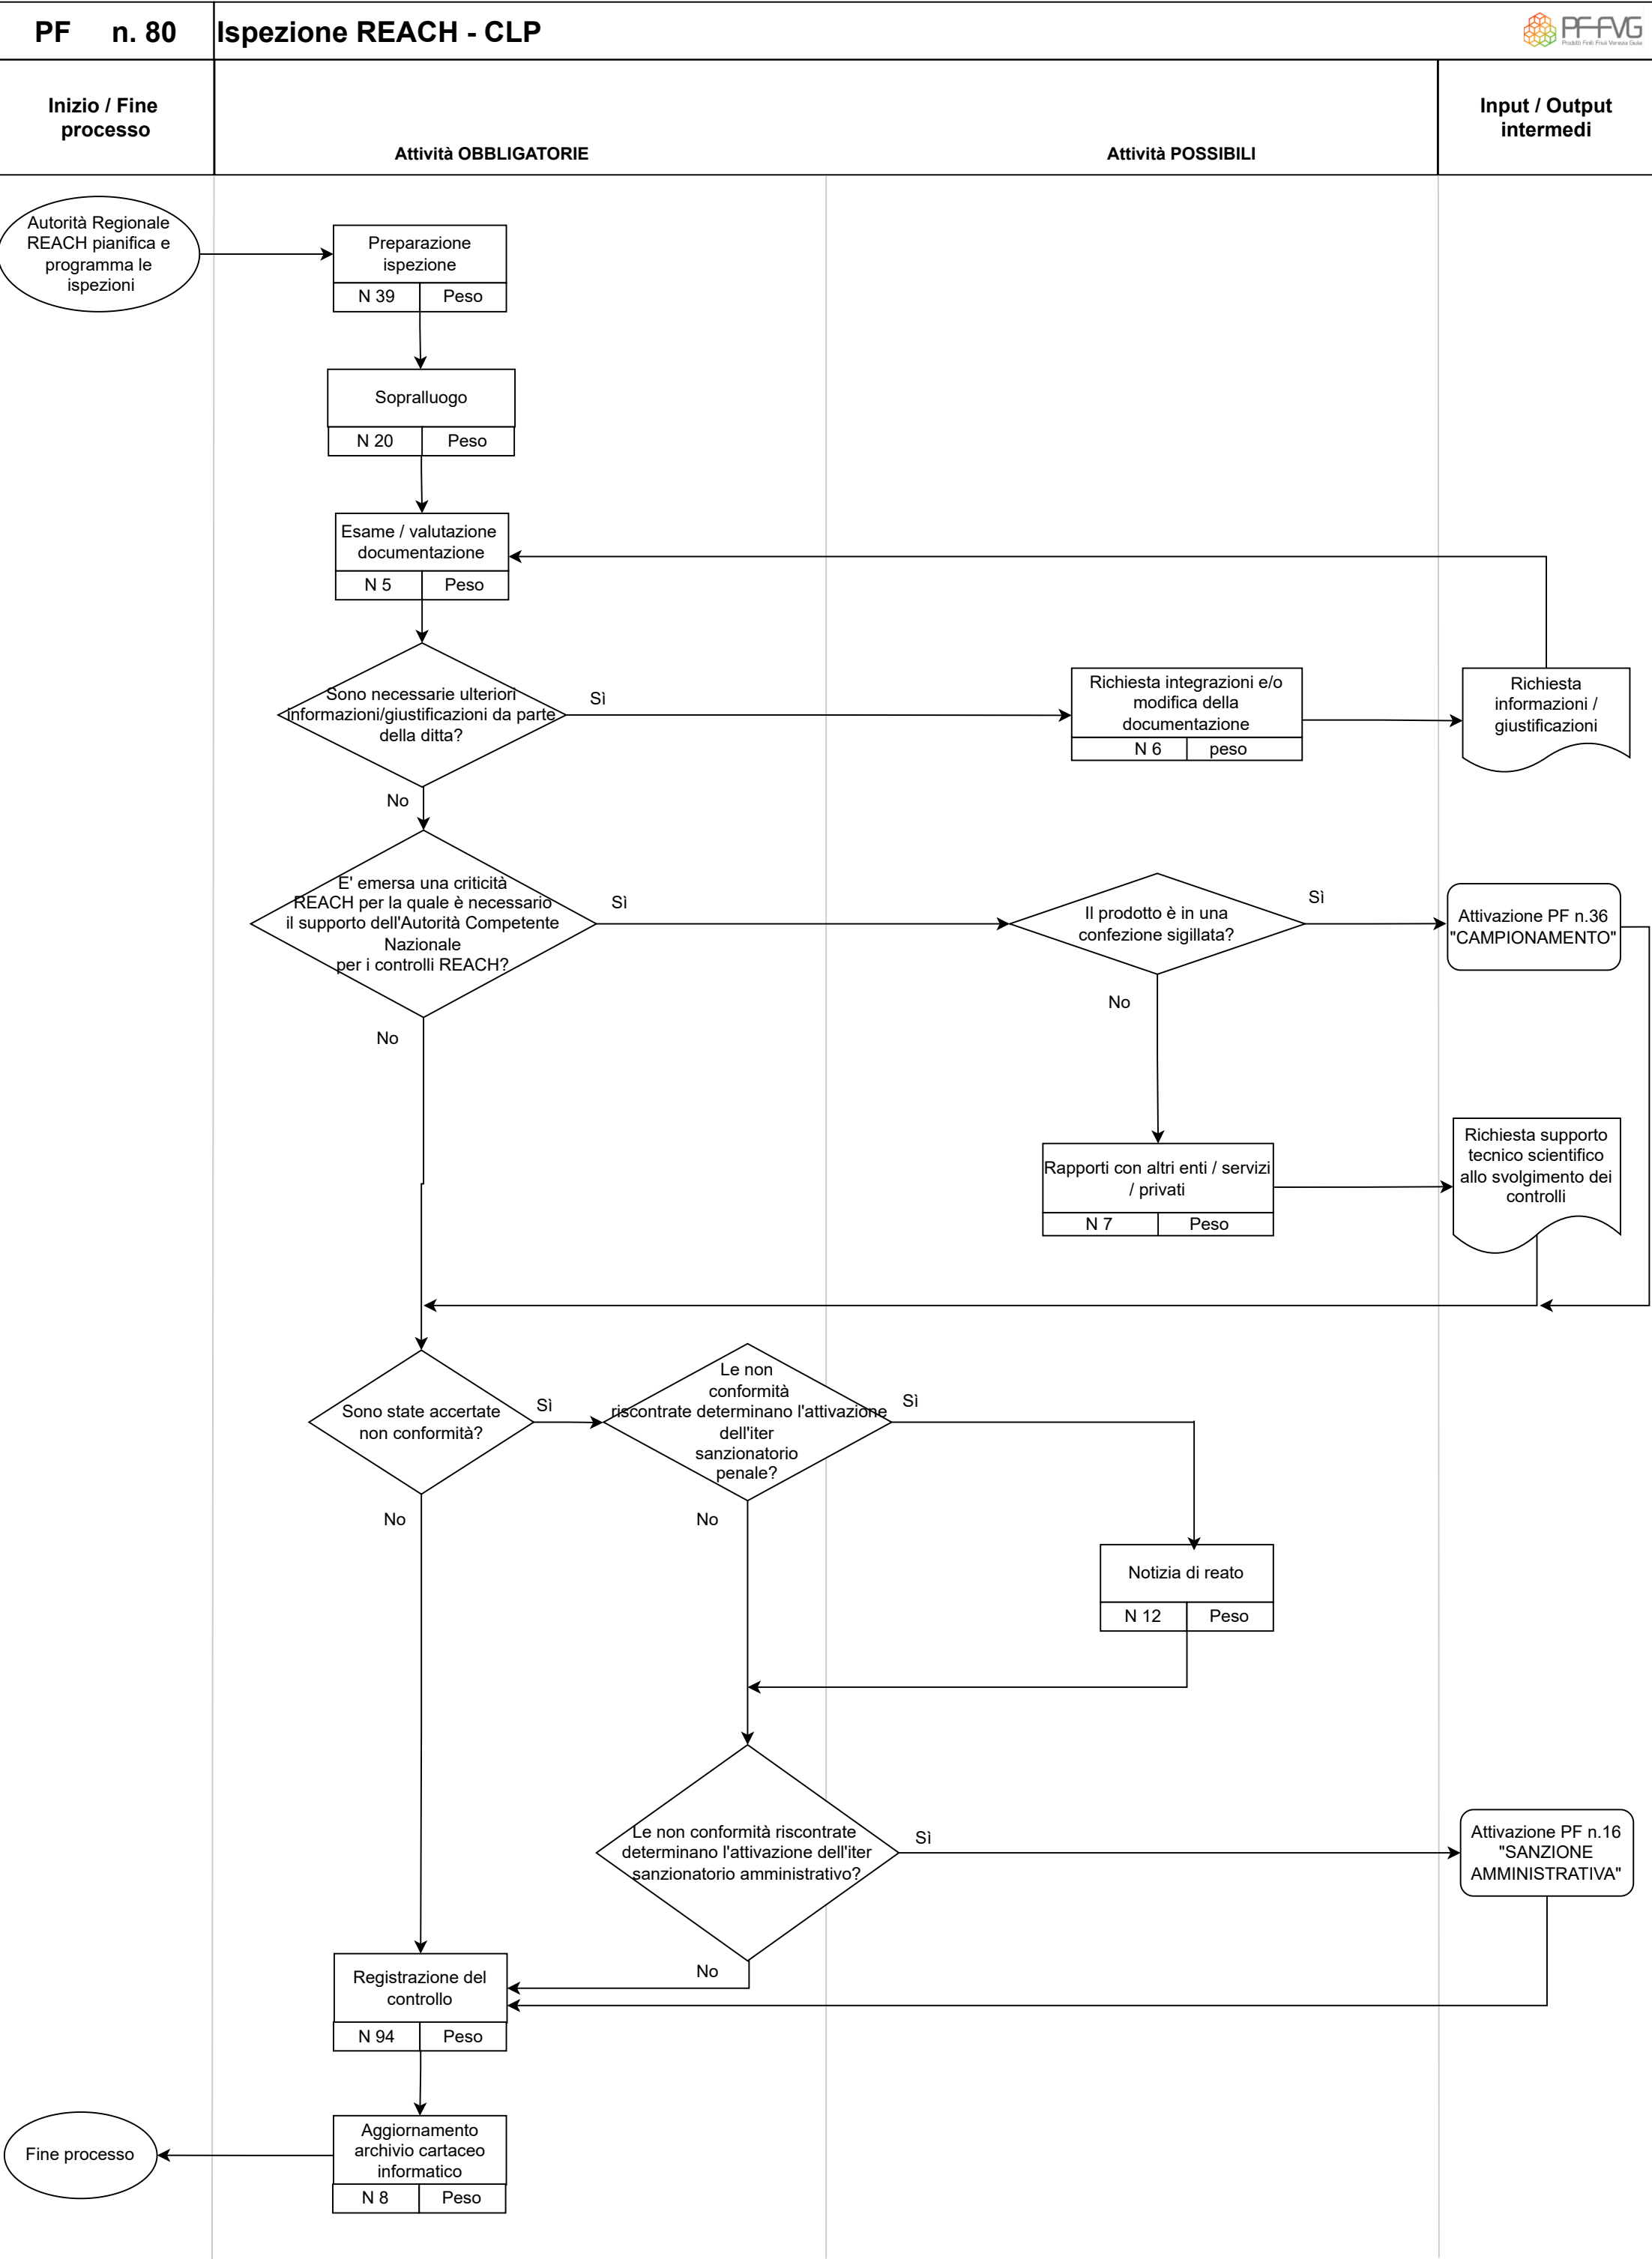 PF n. 80
Ispezione REACH - CLP
PF-FVG
Prodotti Finiti Friuli Venezia Giulia
Inizio / Fine
processo
Attività OBBLIGATORIE
Attività POSSIBILI
Input / Output
intermedi
Autorità Regionale
REACH pianifica e
programma le
ispezioni
Preparazione
ispezione
N 39 Peso
Sopralluogo
N 20 Peso
Esame / valutazione
documentazione
N 5 Peso
Sono necessarie ulteriori
informazioni/giustificazioni da parte
della ditta?
Sì
No
Richiesta integrazioni e/o
modifica della
documentazione
N 6 peso
Richiesta
informazioni /
giustificazioni
E' emersa una criticità
REACH per la quale è necessario
il supporto dell'Autorità Competente
Nazionale
per i controlli REACH?
Sì
No
Il prodotto è in una
confezione sigillata?
Sì
No
Attivazione PF n.36
"CAMPIONAMENTO"
Rapporti con altri enti / servizi
/ privati
N 7 Peso
Richiesta supporto
tecnico scientifico
allo svolgimento dei
controlli
Sono state accertate
non conformità?
Sì
No
Le non
conformità
riscontrate determinano l'attivazione
dell'iter
sanzionatorio
penale?
Sì
No
Notizia di reato
N 12 Peso
Le non conformità riscontrate
determinano l'attivazione dell'iter
sanzionatorio amministrativo?
Sì
No
Attivazione PF n.16
"SANZIONE
AMMINISTRATIVA"
Registrazione del
controllo
N 94 Peso
Aggiornamento
archivio cartaceo
informatico
N 8 Peso
Fine processo